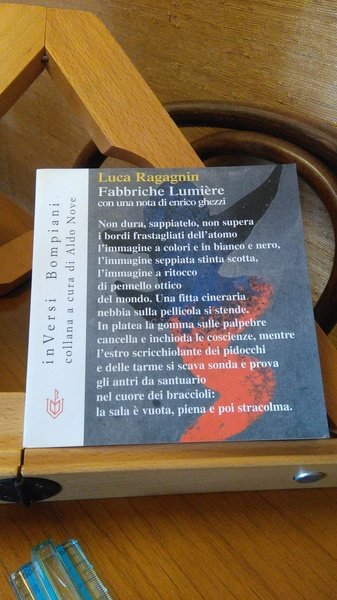 inVersi Bompiani
collana a cura di Aldo Nove
Luca Ragagnin
Fabbriche Lumière
con una nota di enrico ghezzi
Non dura, sappiatelo, non supera
i bordi frastagliati dell'atomo
l'immagine a colori e in bianco e nero,
l'immagine seppiata stinta scotta,
l'immagine a ritocco
di pennello ottico
del mondo. Una fitta cineraria
nebbia sulla pellicola si stende.
In platea la gomma sulle palpebre
cancella e inchioda le coscienze, mentre
l'estro scricchiolante dei pidocchi
e delle tarme si scava sonda e prova
gli antri da santuario
nel cuore dei braccioli:
la sala è vuota, piena e poi stracolma.